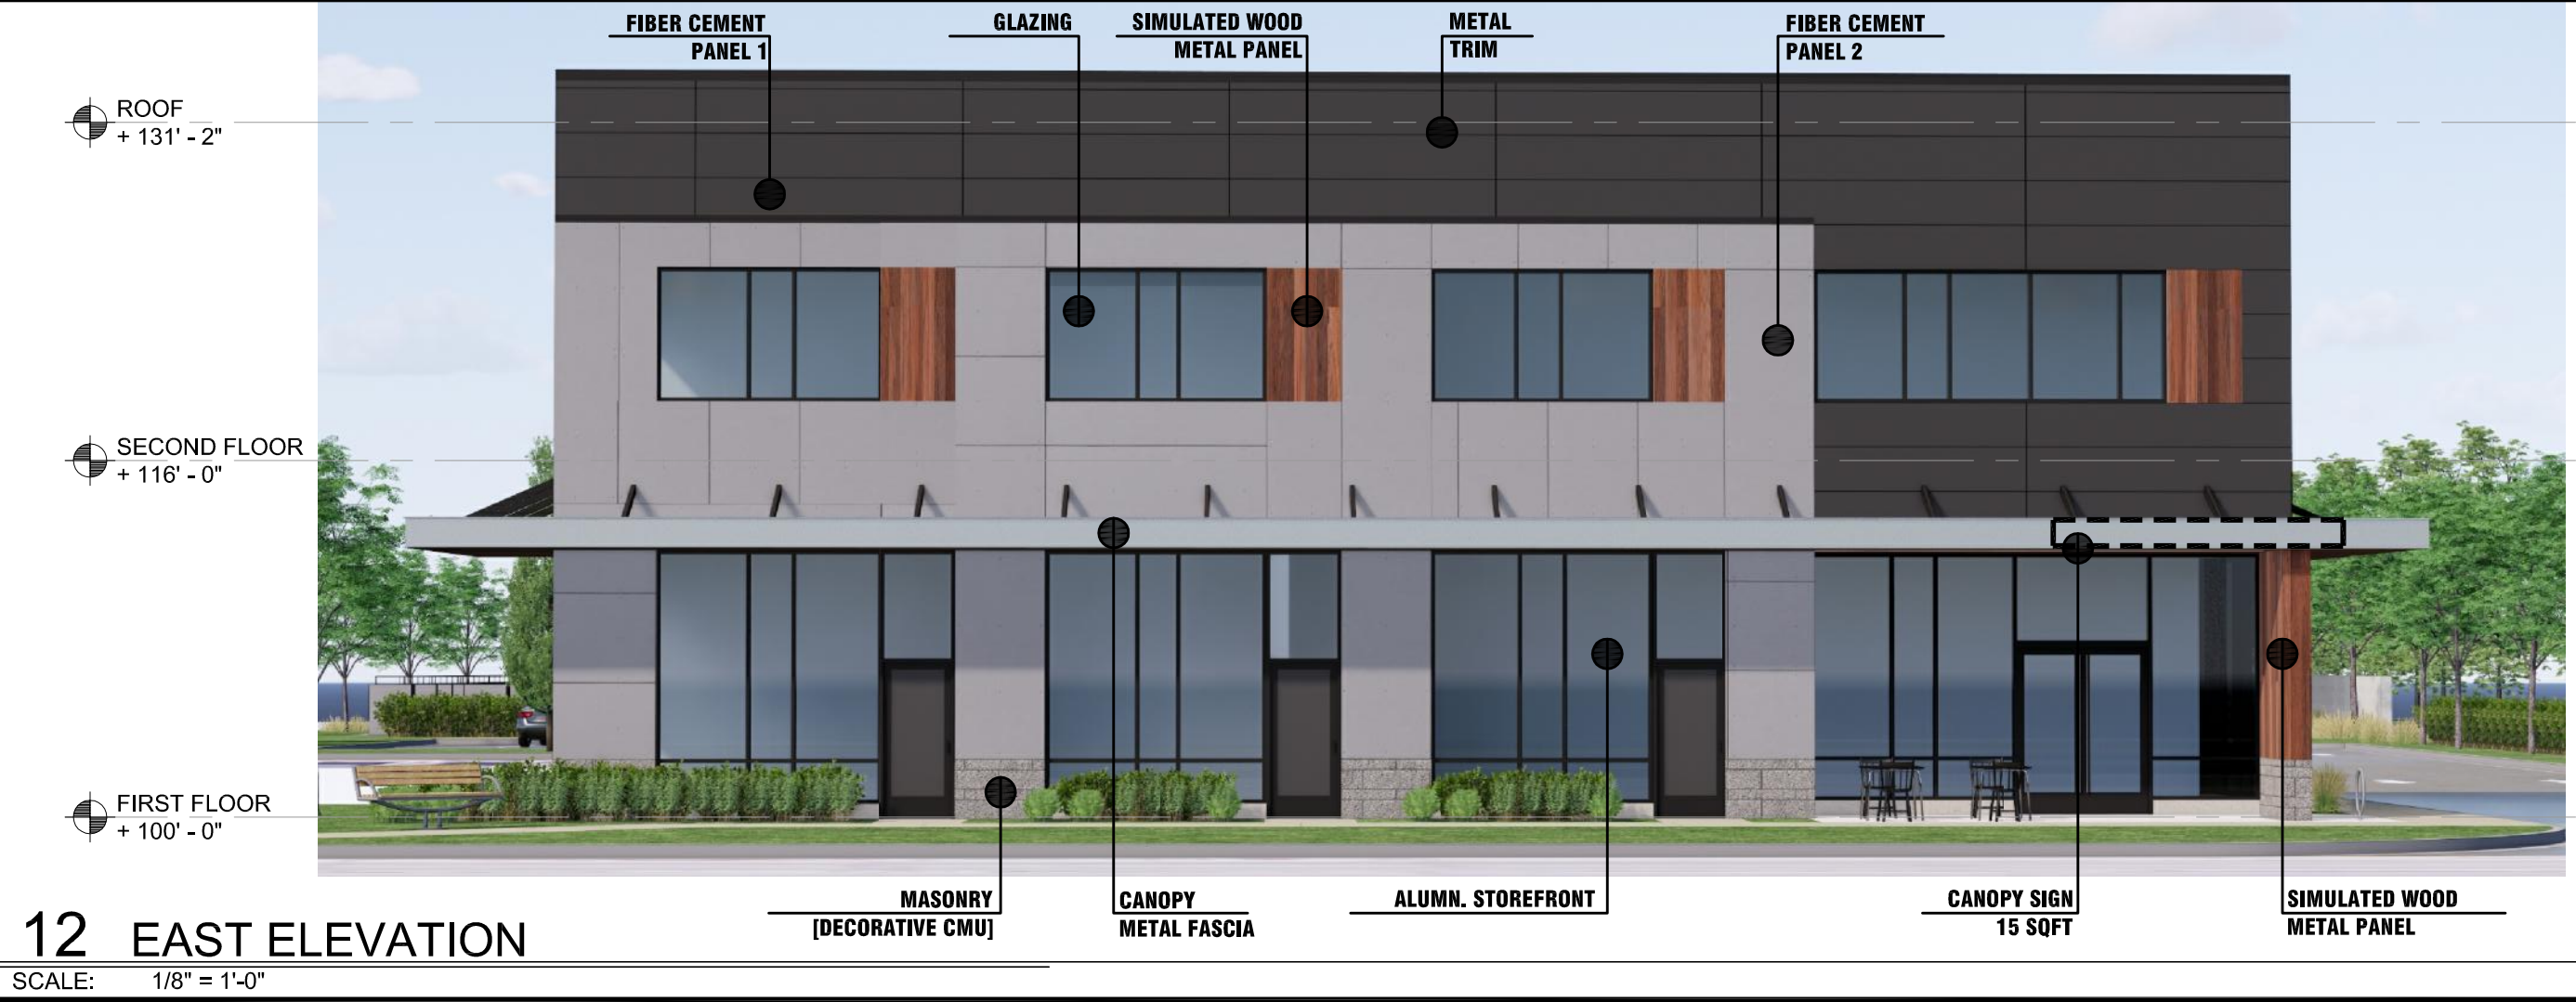 FIBER CEMENT
PANEL 1
GLAZING
SIMULATED WOOD
METAL PANEL
METAL
TRIM
FIBER CEMENT
PANEL 2
ROOF
+ 131' - 2"
SECOND FLOOR
+ 116' - 0"
FIRST FLOOR
+ 100' - 0"
MASONRY
[DECORATIVE CMU]
CANOPY
METAL FASCIA
ALUMN. STOREFRONT
CANOPY SIGN
15 SQFT
SIMULATED WOOD
METAL PANEL
12 EAST ELEVATION
SCALE: 1/8" = 1'-0"